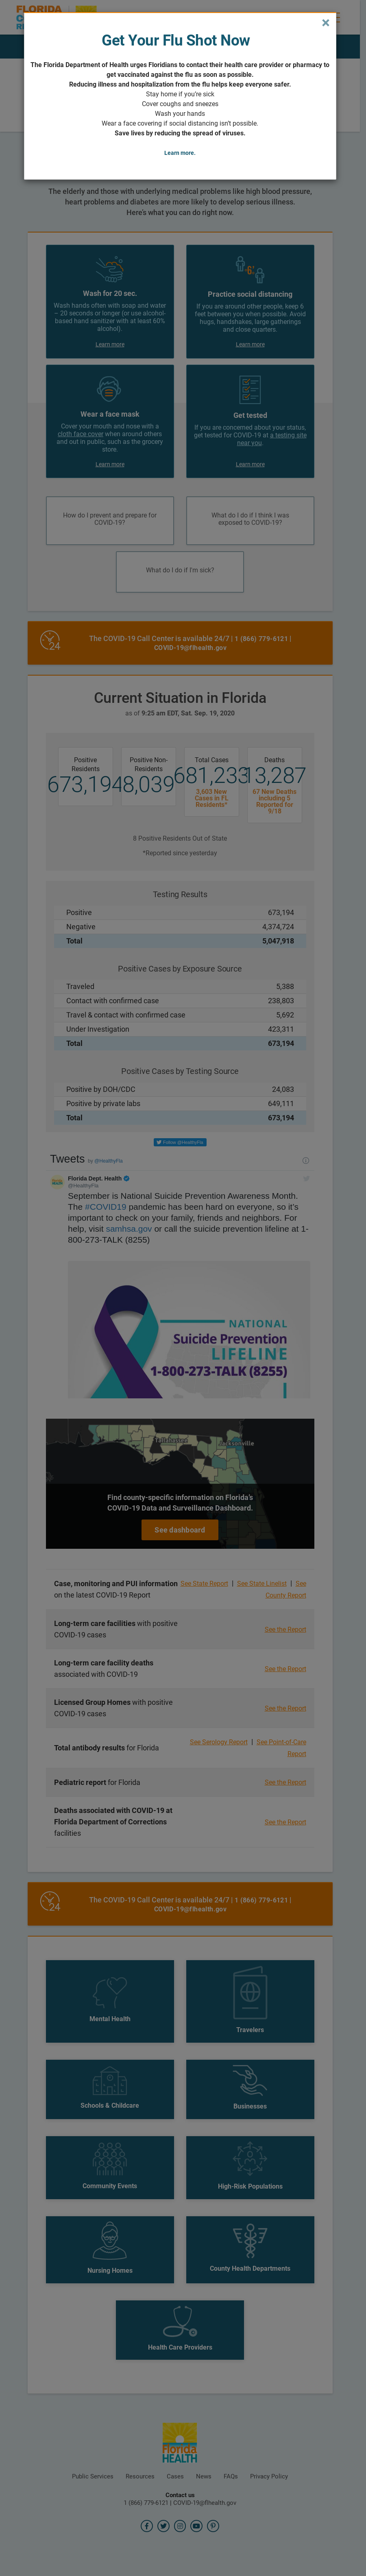 FLORIDA
×
Get Your Flu Shot Now
The Florida Department of Health urges Floridians to contact their health care provider or pharmacy to
get vaccinated against the flu as soon as possible.
Reducing illness and hospitalization from the flu helps keep everyone safer.
Stay home if you're sick
Cover coughs and sneezes
Wash your hands
Wear a face covering if social distancing isn't possible.
Save lives by reducing the spread of viruses.
Learn more.
The elderly and those with underlying medical problems like high blood pressure,
heart problems and diabetes are more likely to develop serious illness.
Here's what you can do right now.
Wash for 20 sec.
Wash hands often with soap and water
– 20 seconds or longer (or use alcohol-
based hand sanitizer with at least 60%
alcohol).
Learn more
Practice social distancing
If you are around other people, keep 6
feet between you when possible. Avoid
hugs, handshakes, large gatherings
and close quarters.
Learn more
Wear a face mask
Cover your mouth and nose with a
cloth face cover when around others
and out in public, such as the grocery
store.
Learn more
Get tested
If you are concerned about your status,
get tested for COVID-19 at a testing site
near you.
Learn more
How do I prevent and prepare for
COVID-19?
What do I do if I think I was
exposed to COVID-19?
What do I do if I'm sick?
24
The COVID-19 Call Center is available 24/7 | 1 (866) 779-6121 |
COVID-19@flhealth.gov
Current Situation in Florida
as of 9:25 am EDT, Sat. Sep. 19, 2020
Positive
Residents
673,194
Positive Non-
Residents
8,039
Total Cases
681,233
3,603 New
Cases in FL
Residents*
Deaths
13,287
67 New Deaths
Including 5
Reported for
9/18
8 Positive Residents Out of State
*Reported since yesterday
Testing Results
Positive 673,194
Negative 4,374,724
Total 5,047,918
Positive Cases by Exposure Source
Traveled 5,388
Contact with confirmed case 238,803
Travel & contact with confirmed case 5,692
Under Investigation 423,311
Total 673,194
Positive Cases by Testing Source
Positive by DOH/CDC 24,083
Positive by private labs 649,111
Total 673,194
Follow @HealthyFla
Tweets by @HealthyFla
Florida Dept. Health
@HealthyFla
September is National Suicide Prevention Awareness Month.
The #COVID19 pandemic has been hard on everyone, so it's
important to check on your family, friends and neighbors. For
help, visit samhsa.gov or call the suicide prevention lifeline at 1-
800-273-TALK (8255)
NATIONAL
Suicide Prevention
LIFELINE
1-800-273-TALK (8255)
Find county-specific information on Florida's
COVID-19 Data and Surveillance Dashboard.
See dashboard
Case, monitoring and PUI information
on the latest COVID-19 Report
See State Report | See State Linelist | See
County Report
Long-term care facilities with positive
COVID-19 cases
See the Report
Long-term care facility deaths
associated with COVID-19
See the Report
Licensed Group Homes with positive
COVID-19 cases
See the Report
Total antibody results for Florida
See Serology Report | See Point-of-Care
Report
Pediatric report for Florida
See the Report
Deaths associated with COVID-19 at
Florida Department of Corrections
facilities
See the Report
24
The COVID-19 Call Center is available 24/7 | 1 (866) 779-6121 |
COVID-19@flhealth.gov
Mental Health
Travelers
Schools & Childcare
Businesses
Community Events
High-Risk Populations
Nursing Homes
County Health Departments
Health Care Providers
Florida
HEALTH
Public Services
Resources
Cases
News
FAQs
Privacy Policy
Contact us
1 (866) 779-6121 | COVID-19@flhealth.gov